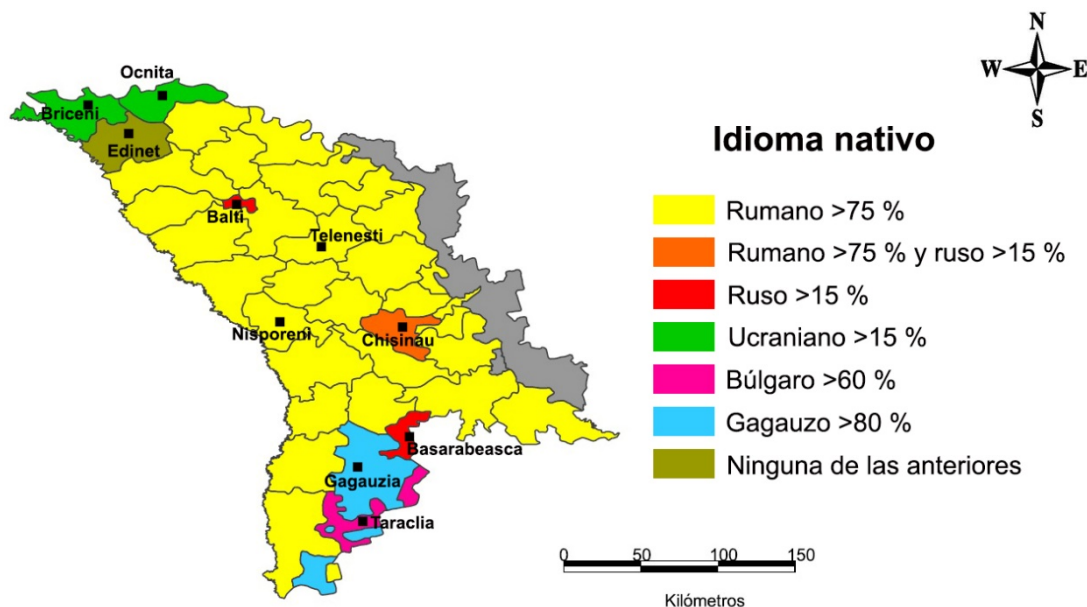 N
W E
S
Ocnita
Briceni
Edinet
Balti
Telenesti
Nisporeni
Chisinau
Basarabeasca
Gagauzia
Taraclia
Idioma nativo
Rumano >75 %
Rumano >75 % y ruso >15 %
Ruso >15 %
Ucraniano >15 %
Búlgaro >60 %
Gagauzo >80 %
Ninguna de las anteriores
0 50 100 150
Kilómetros